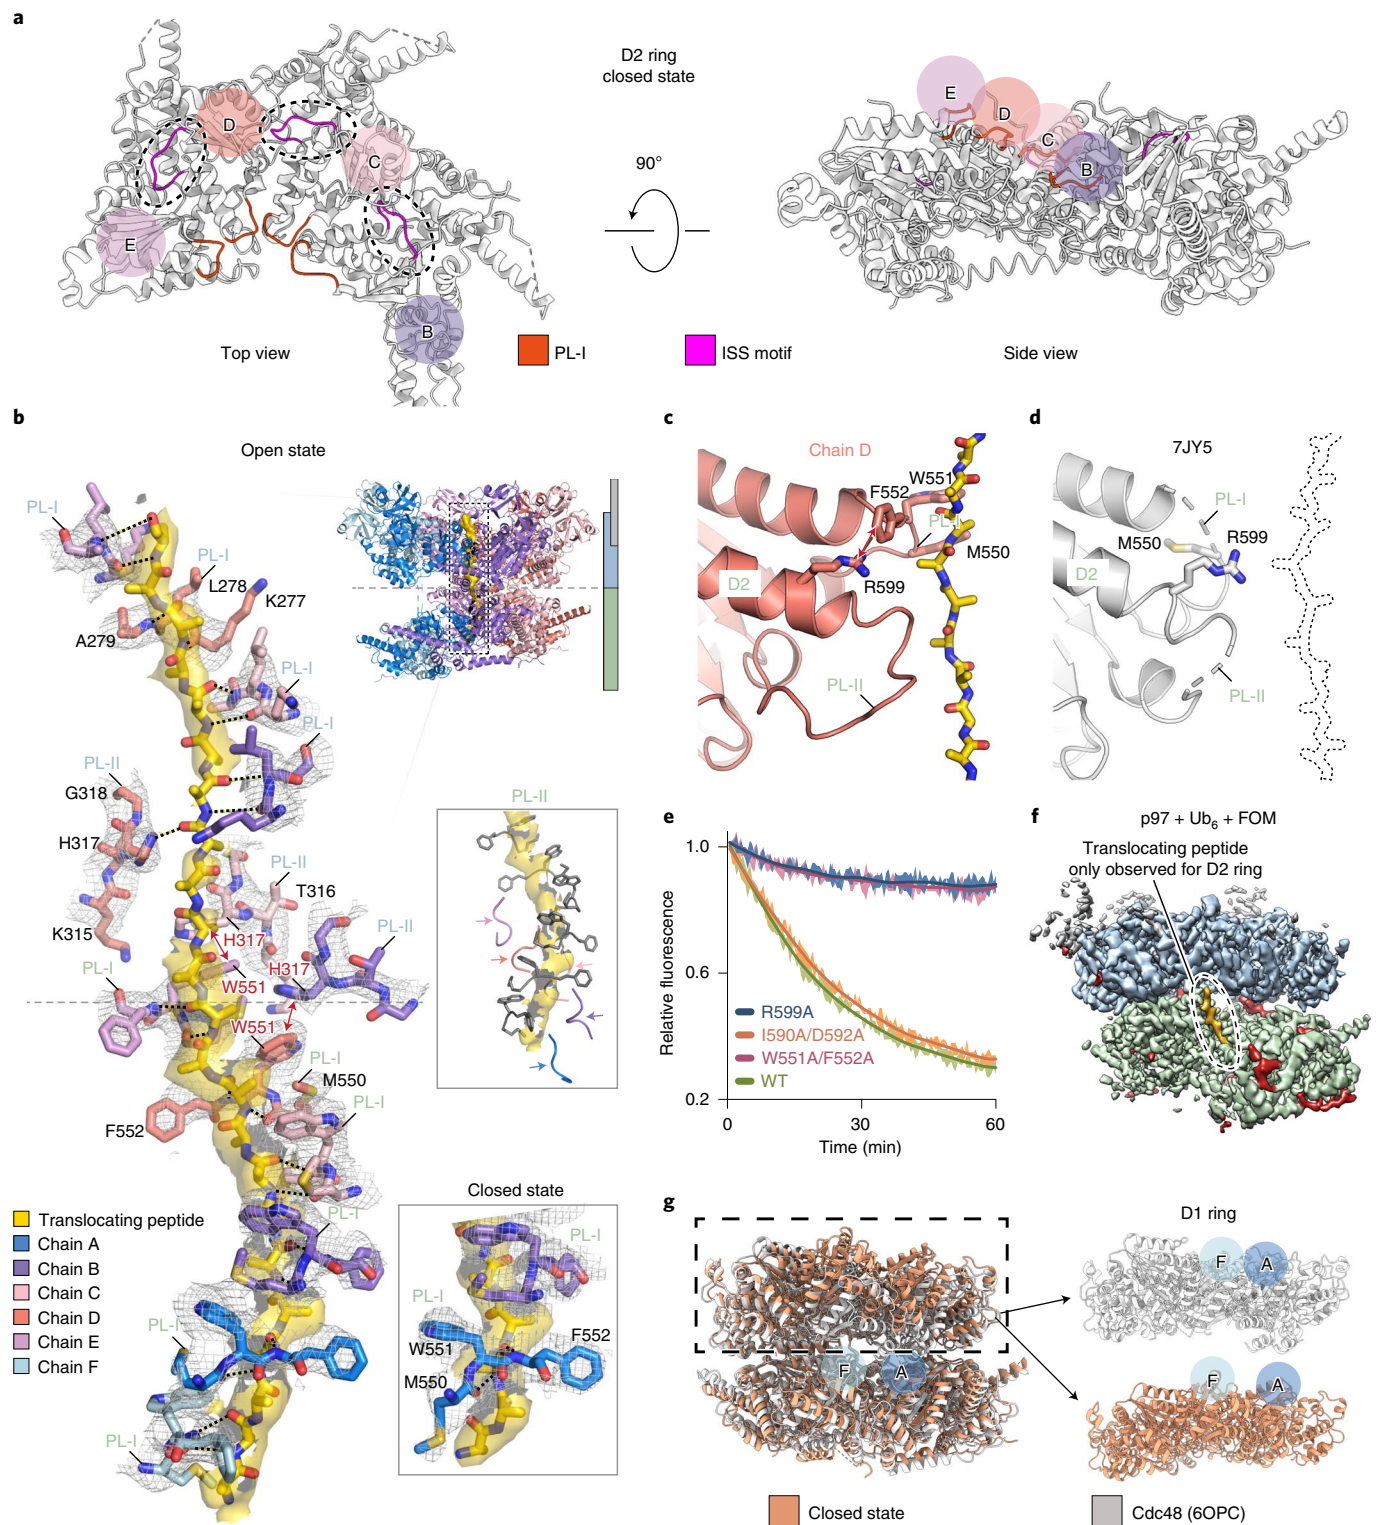 a
D2 ring
closed state
D
C
E
B
90°
E
D
C
B
Top view
PL-I
ISS motif
Side view
b
Open state
PL-I
PL-I
L278
K277
A279
PL-I
PL-I
PL-II
G318
H317
PL-II
T316
K315
H317
PL-II
H317
PL-I
W551
W551
PL-I
M550
PL-I
F552
PL-I
PL-I
PL-I
PL-II
Closed state
PL-I
PL-I
W551
F552
M550
Translocating peptide
Chain A
Chain B
Chain C
Chain D
Chain E
Chain F
c
Chain D
W551
F552
PL-I
M550
D2
R599
PL-II
d
7JY5
PL-I
M550
R599
D2
PL-II
e
1.0
0.6
0.2
Relative fluorescence
R599A
I590A/D592A
W551A/F552A
WT
0
30
60
Time (min)
f
p97 + Ub6 + FOM
Translocating peptide
only observed for D2 ring
g
D1 ring
F
A
F
A
F
A
Closed state
Cdc48 (6OPC)